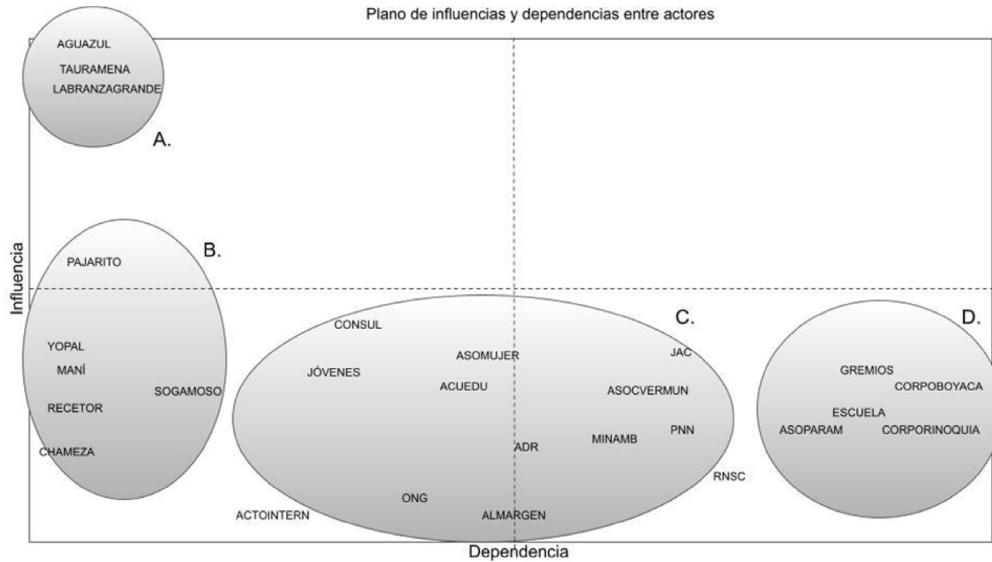 Plano de influencias y dependencias entre actores
AGUAZUL
TAURAMENA
LABRANZAGRANDE
A.
B.
PAJARITO
Influencia
YOPAL
MANÍ
SOGAMOSO
RECETOR
CHAMEZA
C.
CONSUL
ASOMUJER
JAC
JÓVENES
ACUEDU
ASOCVERMUN
PNN
MINAMB
ADR
RNSC
ONG
ACTOINTERN
ALMARGEN
D.
GREMIOS
CORPOBOYACA
ESCUELA
ASOPARAM
CORPORINOQUIA
Dependencia